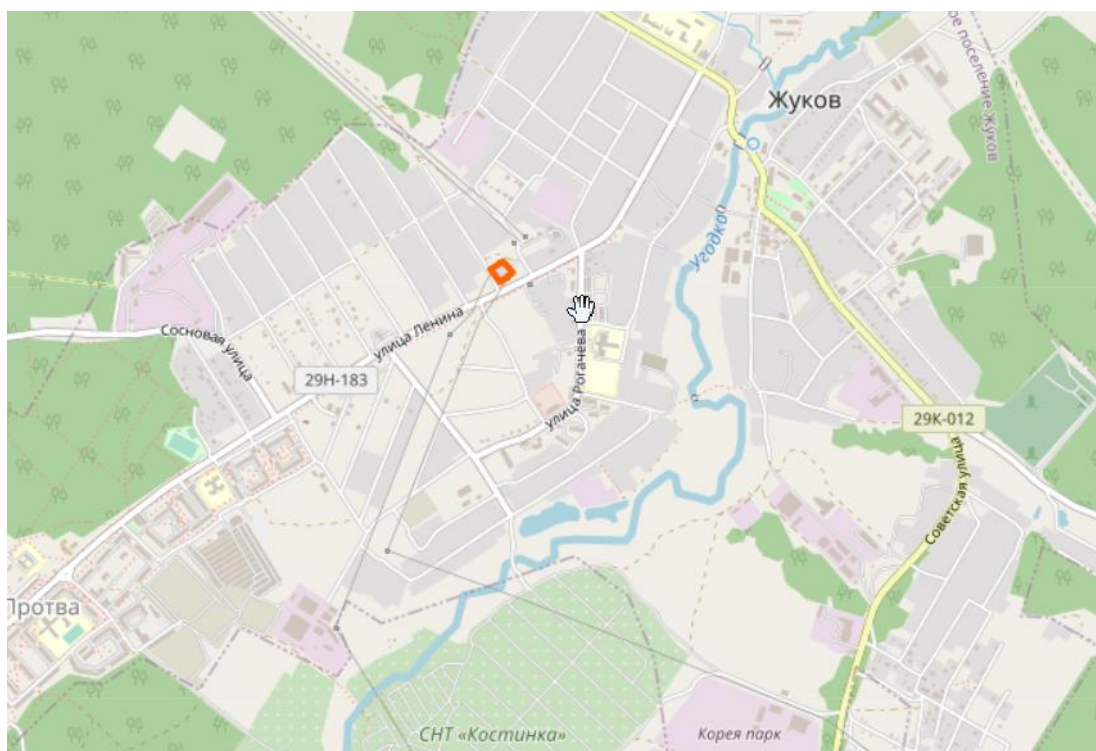 ое поселение Жуков
Жуков
Угодка
Сосновая улица
улица Ленина
29Н-183
улица Рогачёва
29К-012
Советская улица
Протва
СНТ «Костинка»
Корея парк